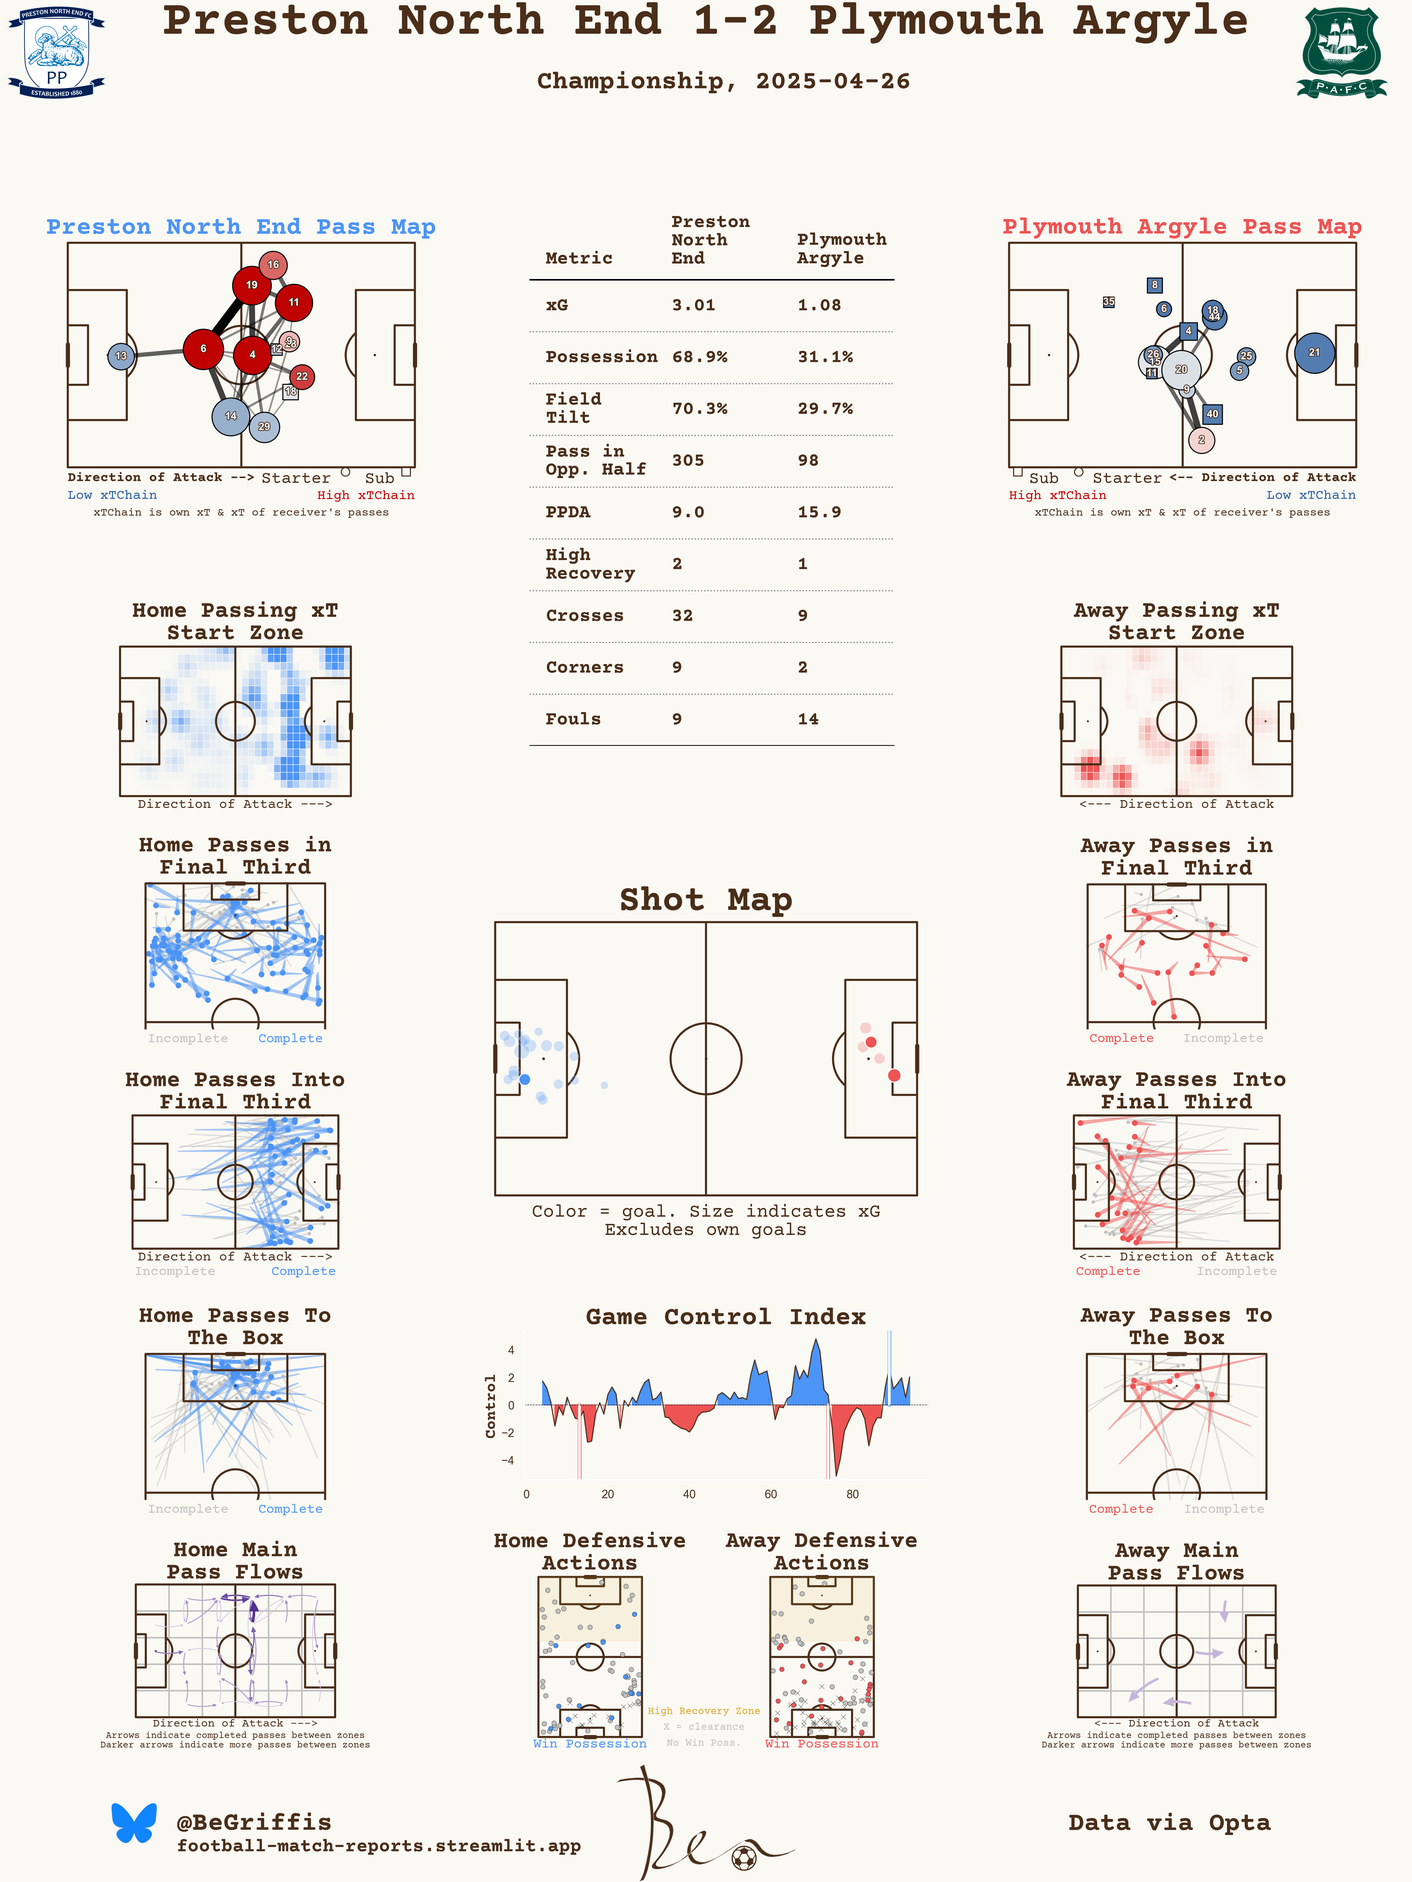 Preston North End 1-2 Plymouth Argyle
Championship, 2025-04-26
PRESTON NORTH END FC
PP
ESTABLISHED 1880
P·A·F·C
Preston North End Pass Map
16
19
11
6
4
13
12
9
22
18
14
29
Direction of Attack --> Starter Sub
Low xTChain High xTChain
xTChain is own xT & xT of receiver's passes
Metric Preston North End Plymouth Argyle
xG 3.01 1.08
Possession 68.9% 31.1%
Field Tilt 70.3% 29.7%
Pass in Opp. Half 305 98
PPDA 9.0 15.9
High Recovery 2 1
Crosses 32 9
Corners 9 2
Fouls 9 14
Plymouth Argyle Pass Map
8
35
6
18
44
4
26
15
11
20
25
5
21
9
40
2
Sub Starter <-- Direction of Attack
High xTChain Low xTChain
xTChain is own xT & xT of receiver's passes
Home Passing xT
Start Zone
Direction of Attack --->
Away Passing xT
Start Zone
<--- Direction of Attack
Home Passes in
Final Third
Incomplete Complete
Away Passes in
Final Third
Complete Incomplete
Shot Map
Color = goal. Size indicates xG
Excludes own goals
Home Passes Into
Final Third
Direction of Attack --->
Incomplete Complete
Away Passes Into
Final Third
<--- Direction of Attack
Complete Incomplete
Home Passes To
The Box
Incomplete Complete
Game Control Index
Control
4
2
0
−2
−4
0 20 40 60 80
Away Passes To
The Box
Complete Incomplete
Home Main
Pass Flows
Direction of Attack --->
Arrows indicate completed passes between zones
Darker arrows indicate more passes between zones
Home Defensive
Actions
Win Possession
High Recovery Zone
X = clearance
No Win Poss.
Away Defensive
Actions
Win Possession
Away Main
Pass Flows
<--- Direction of Attack
Arrows indicate completed passes between zones
Darker arrows indicate more passes between zones
@BeGriffis
football-match-reports.streamlit.app
Ben
Data via Opta